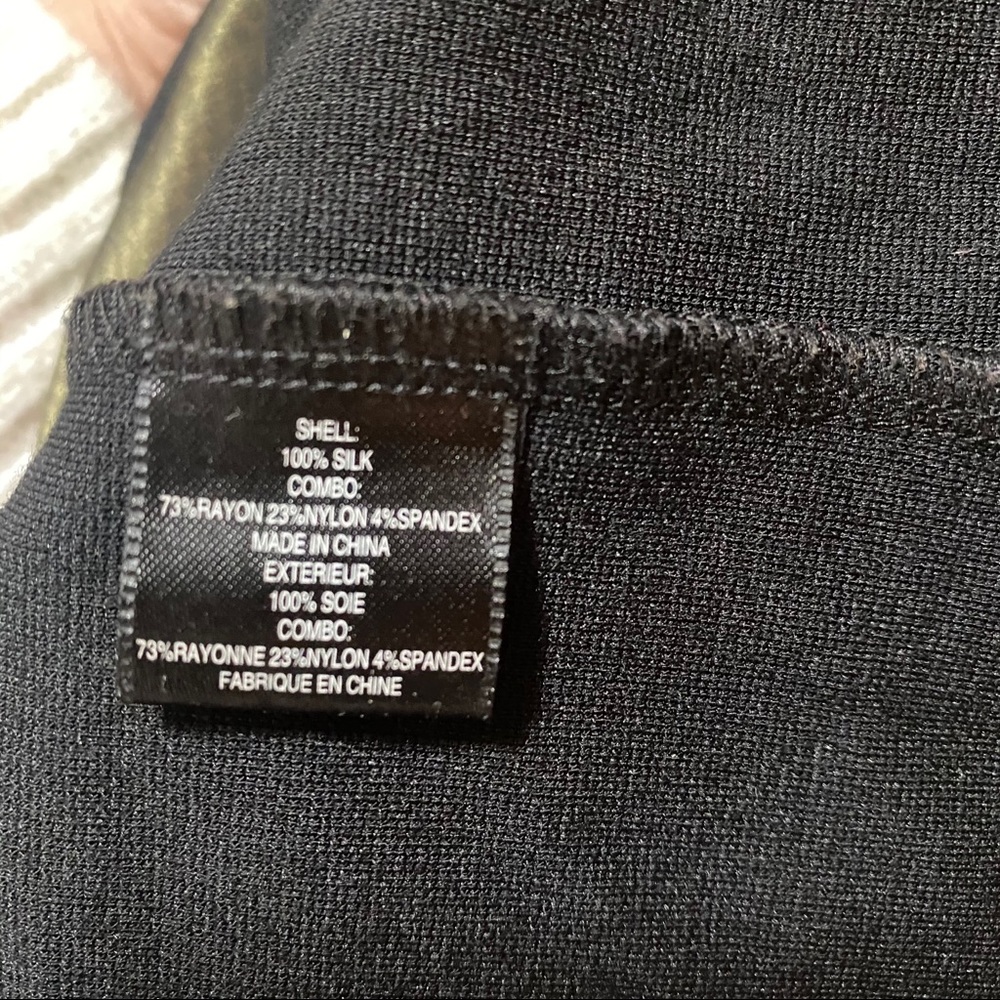 SHELL:
100% SILK
COMBO:
73%RAYON 23%NYLON 4%SPANDEX
MADE IN CHINA
EXTERIEUR:
100% SOIE
COMBO:
73%RAYONNE 23%NYLON 4%SPANDEX
FABRIQUE EN CHINE